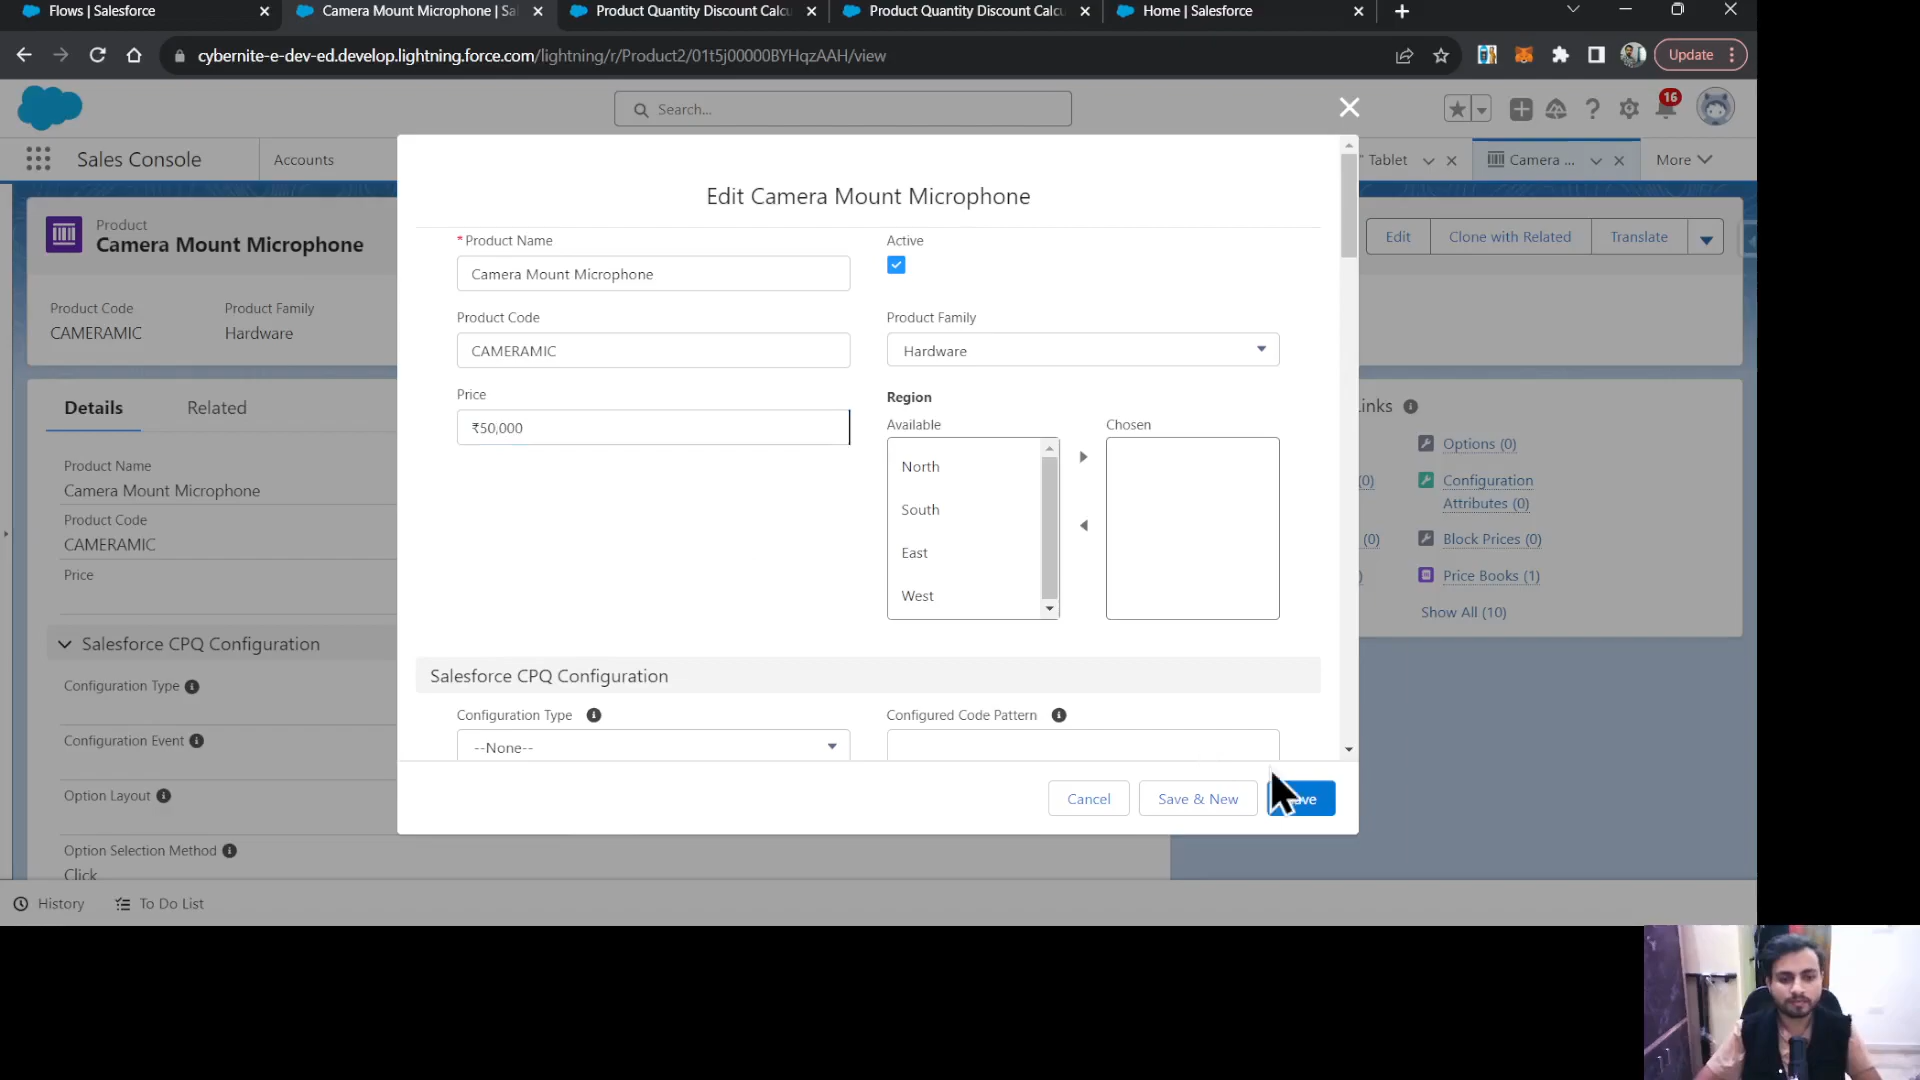 Flows | Salesforce
Camera Mount Microphone | Sa
Product Quantity Discount Calcu
Product Quantity Discount Calcu
Home | Salesforce
cybernite-e-dev-ed.develop.lightning.force.com/lightning/r/Product2/01t5j00000BYHqzAAH/view
Update
Search...
16
Sales Console
Accounts
" Tablet
Camera ...
More
Product
Camera Mount Microphone
Edit
Clone with Related
Translate
Product Code
CAMERAMIC
Product Family
Hardware
Details
Related
Product Name
Camera Mount Microphone
Product Code
CAMERAMIC
Price
Salesforce CPQ Configuration
Configuration Type
Configuration Event
Option Layout
Option Selection Method
Click
Edit Camera Mount Microphone
*Product Name
Camera Mount Microphone
Active
Product Code
CAMERAMIC
Product Family
Hardware
Price
₹50,000
Region
Available
Chosen
North
South
East
West
Salesforce CPQ Configuration
Configuration Type
--None--
Configured Code Pattern
Cancel
Save & New
Links
Options (0)
(0)
Configuration
Attributes (0)
(0)
Block Prices (0)
)
Price Books (1)
Show All (10)
History
To Do List